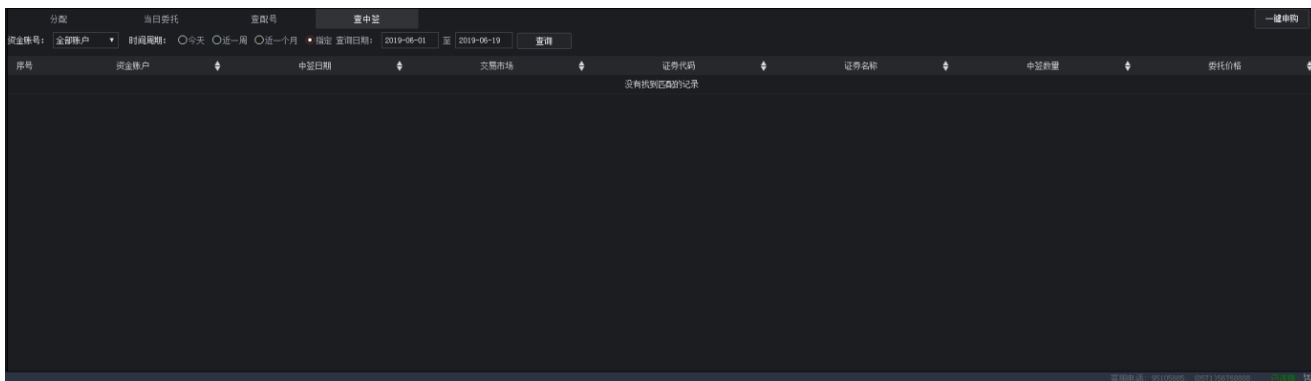 分配 当日委托 查配号 查中签 一键申购
资金账号： 全部账户 时间周期： 今天 近一周 近一个月 指定 查询日期： 2019-06-01 至 2019-06-19 查询
序号 资金账户 中签日期 交易市场 证券代码 证券名称 中签数量 委托价格
没有找到匹配的记录